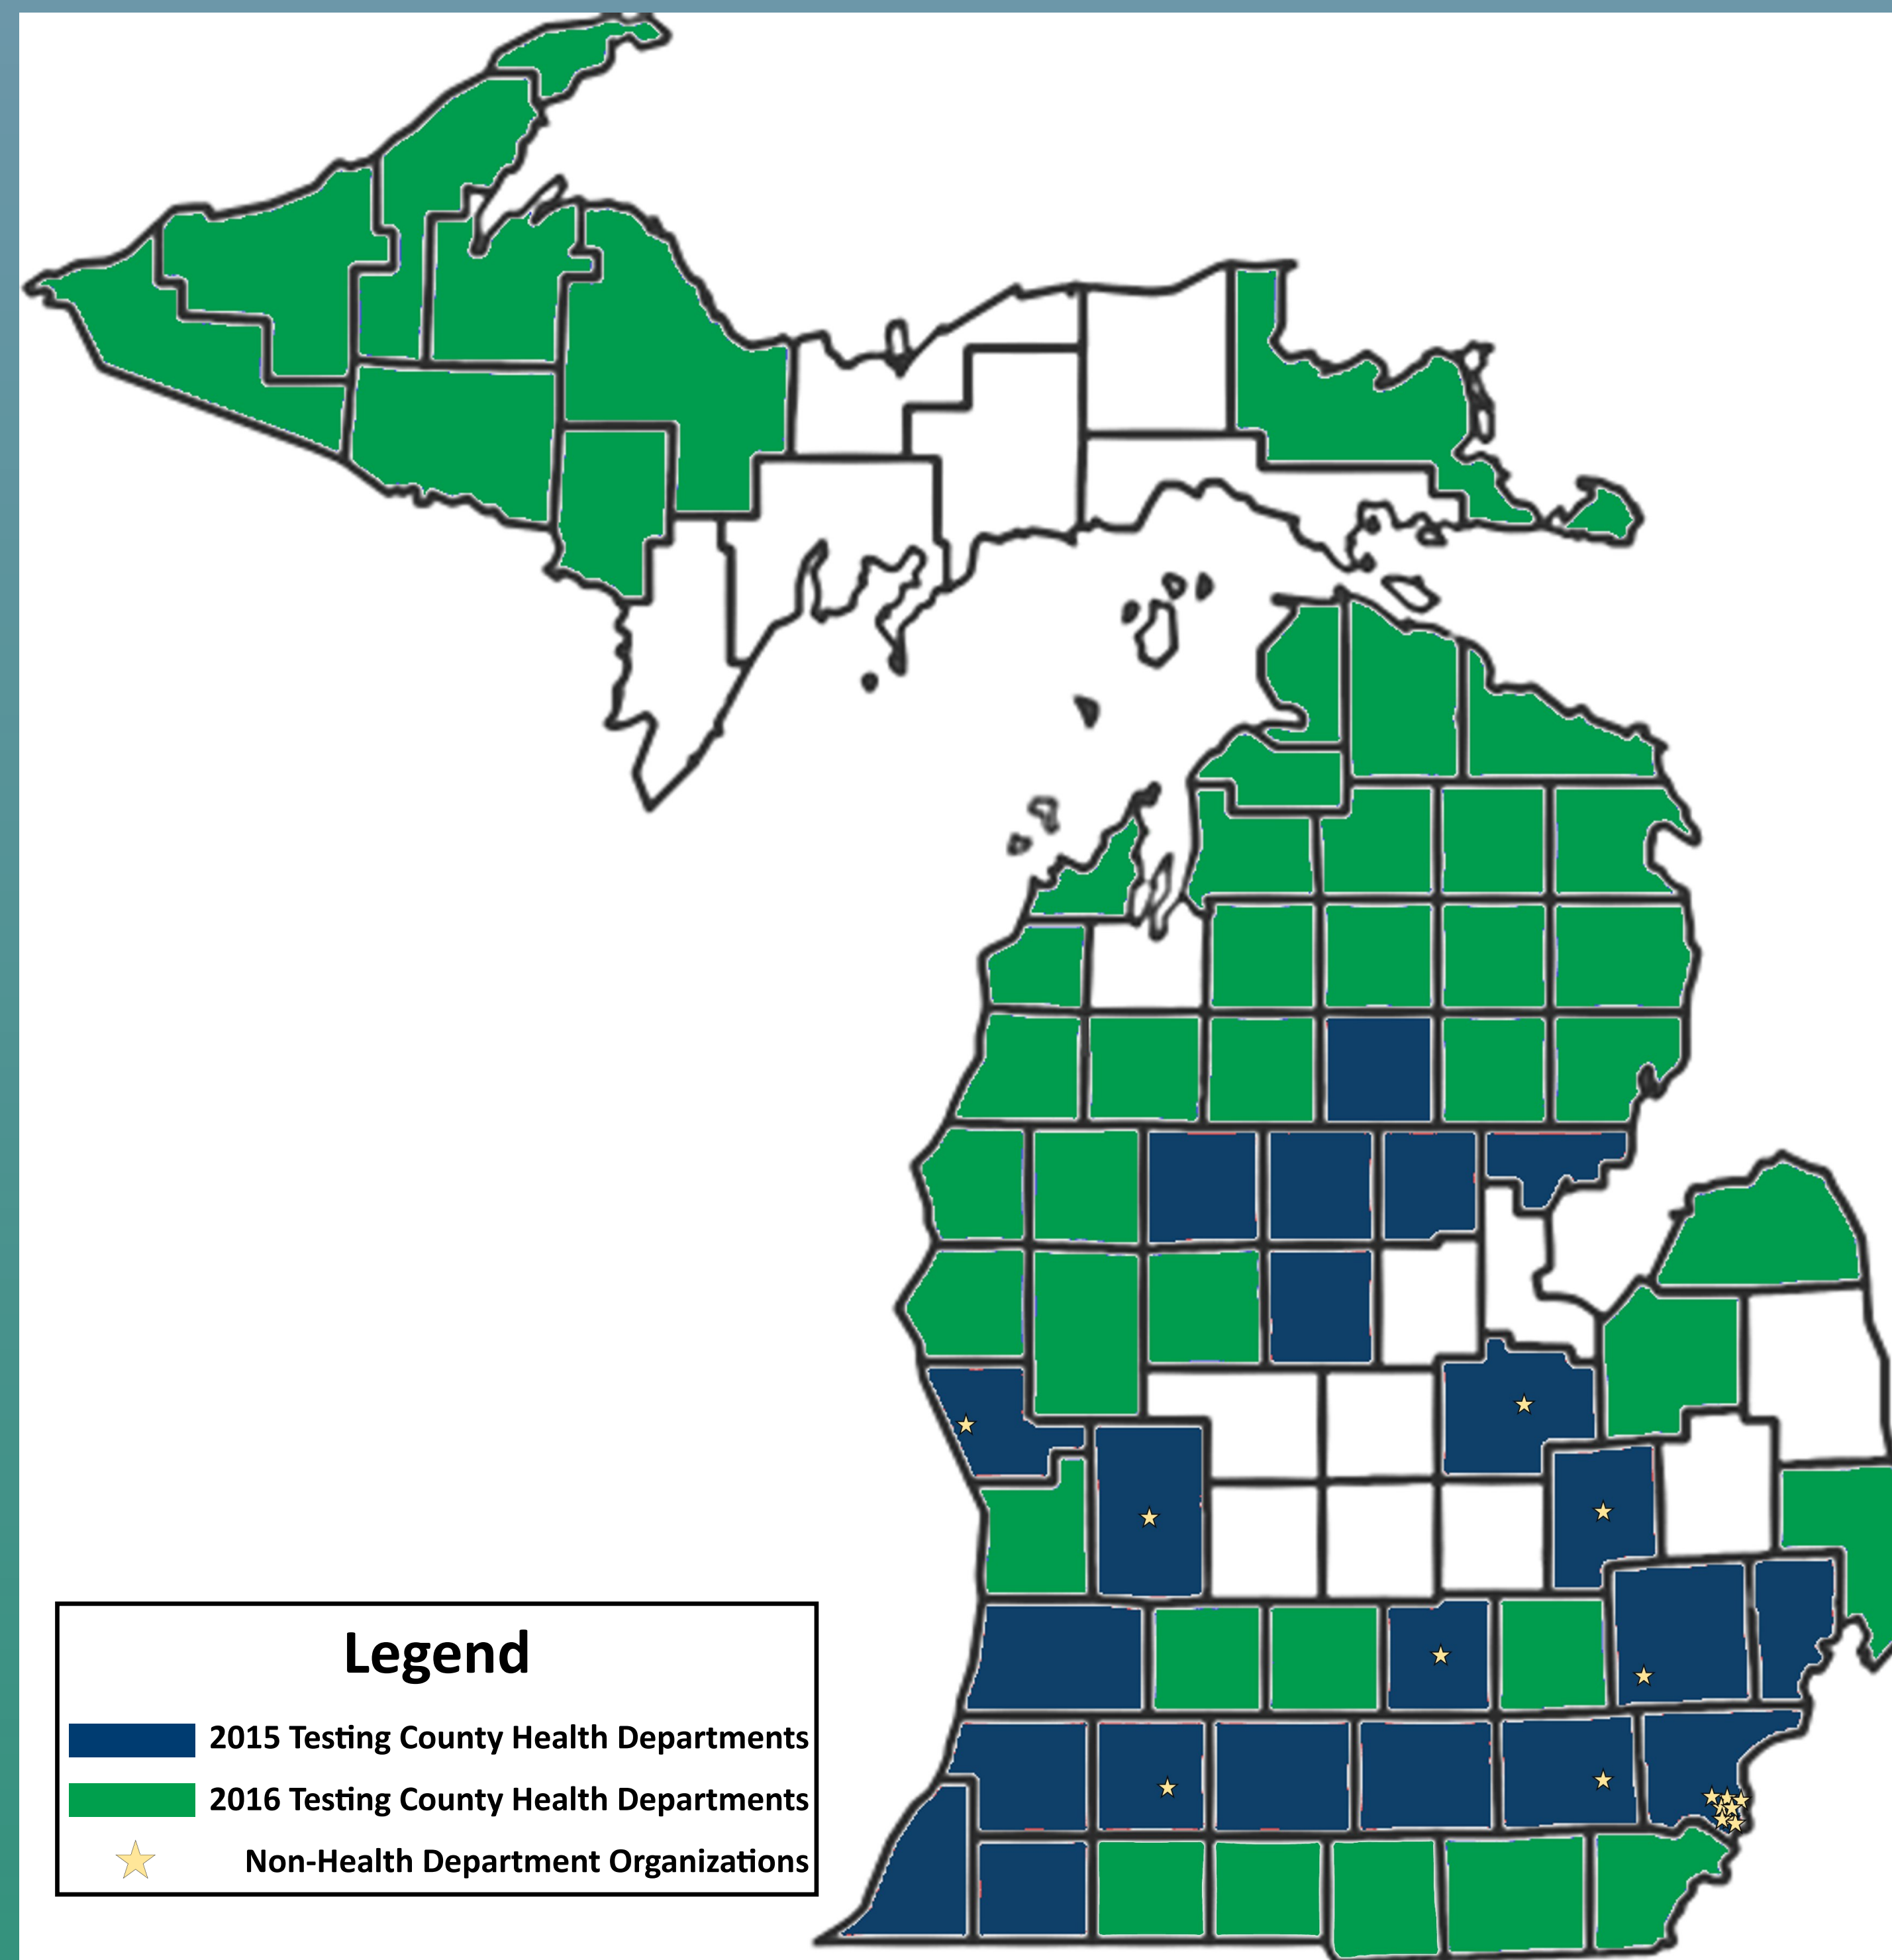 Legend
2015 Testing County Health Departments
2016 Testing County Health Departments
Non-Health Department Organizations